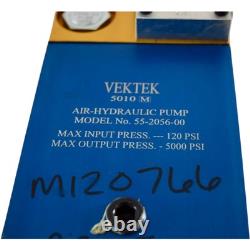 VEKTEK
5010 M
AIR-HYDRAULIC PUMP
MODEL No. 55-2056-00
MAX INPUT PRESS. --- 120 PSI
MAX OUTPUT PRESS. - 5000 PSI
M120766